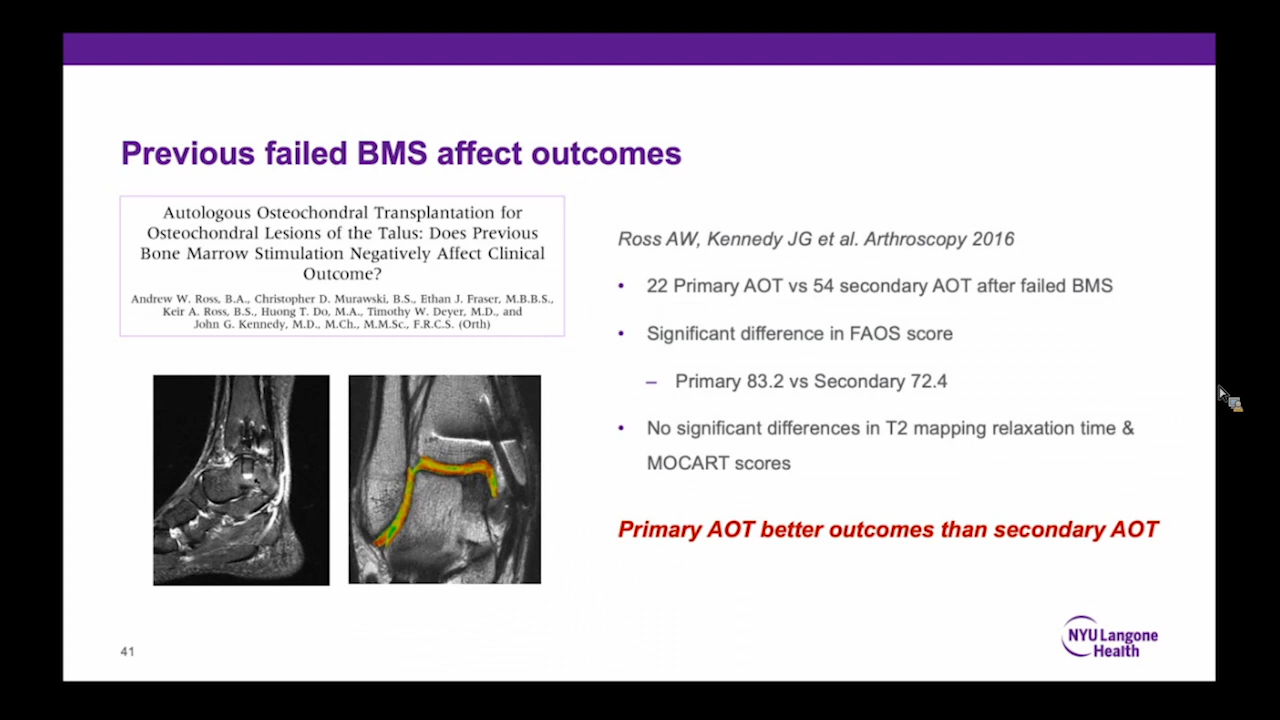 Previous failed BMS affect outcomes
Autologous Osteochondral Transplantation for
Osteochondral Lesions of the Talus: Does Previous
Bone Marrow Stimulation Negatively Affect Clinical
Outcome?
Andrew W. Ross, B.A., Christopher D. Murawski, B.S., Ethan J. Fraser, M.B.B.S.,
Keir A. Ross, B.S., Huong T. Do, M.A., Timothy W. Deyer, M.D., and
John G. Kennedy, M.D., M.Ch., M.M.Sc., F.R.C.S. (Orth)
Ross AW, Kennedy JG et al. Arthroscopy 2016
• 22 Primary AOT vs 54 secondary AOT after failed BMS
• Significant difference in FAOS score
– Primary 83.2 vs Secondary 72.4
• No significant differences in T2 mapping relaxation time &
MOCART scores
Primary AOT better outcomes than secondary AOT
41
NYU Langone
Health